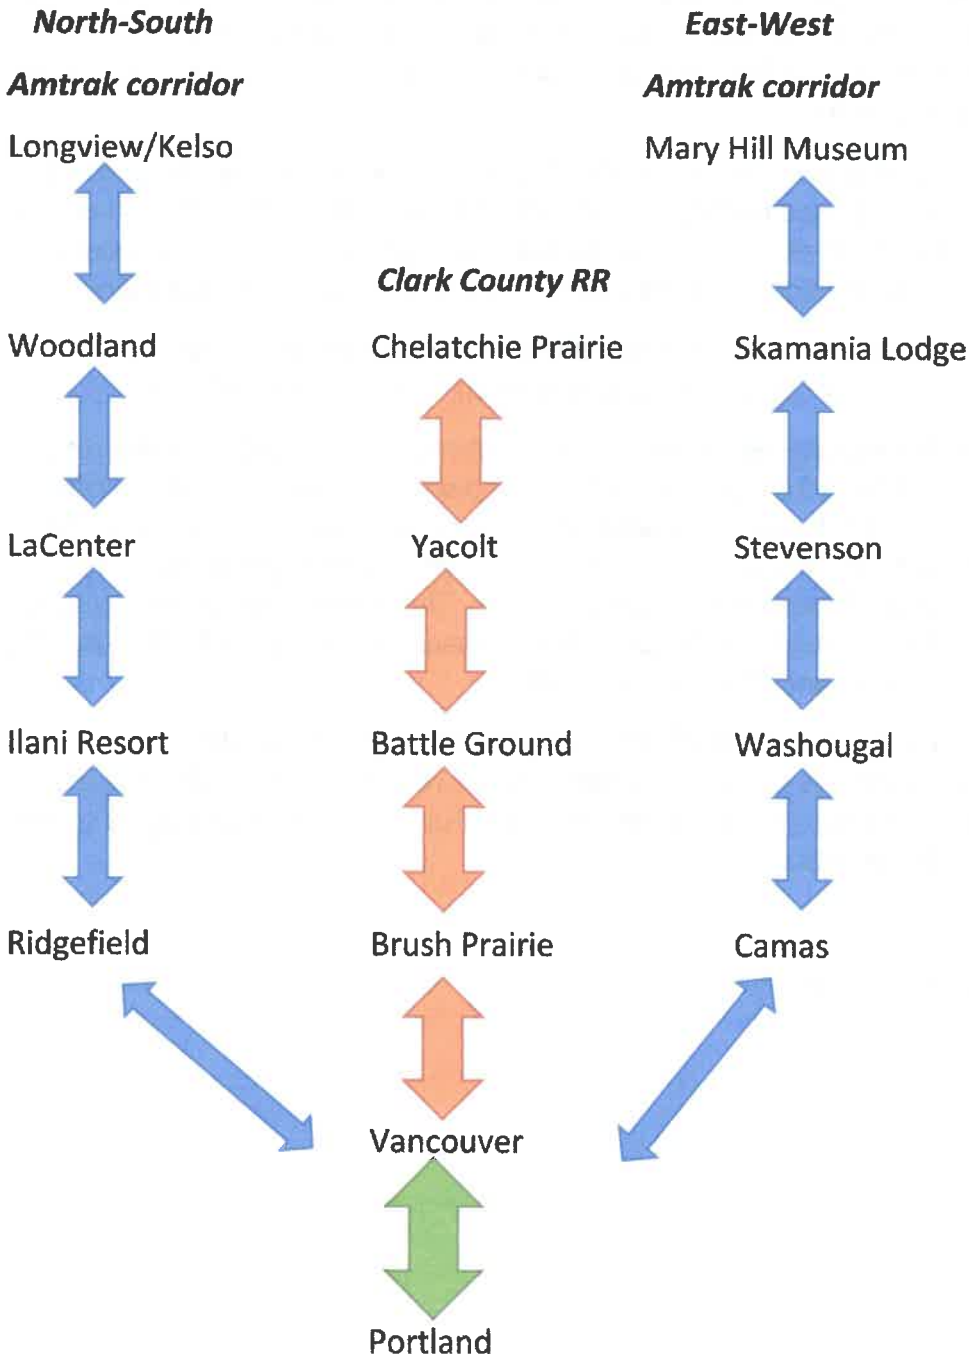 North-South
Amtrak corridor
Longview/Kelso
Woodland
LaCenter
Ilani Resort
Ridgefield
Clark County RR
Chelatchie Prairie
Yacolt
Battle Ground
Brush Prairie
Vancouver
Portland
East-West
Amtrak corridor
Mary Hill Museum
Skamania Lodge
Stevenson
Washougal
Camas